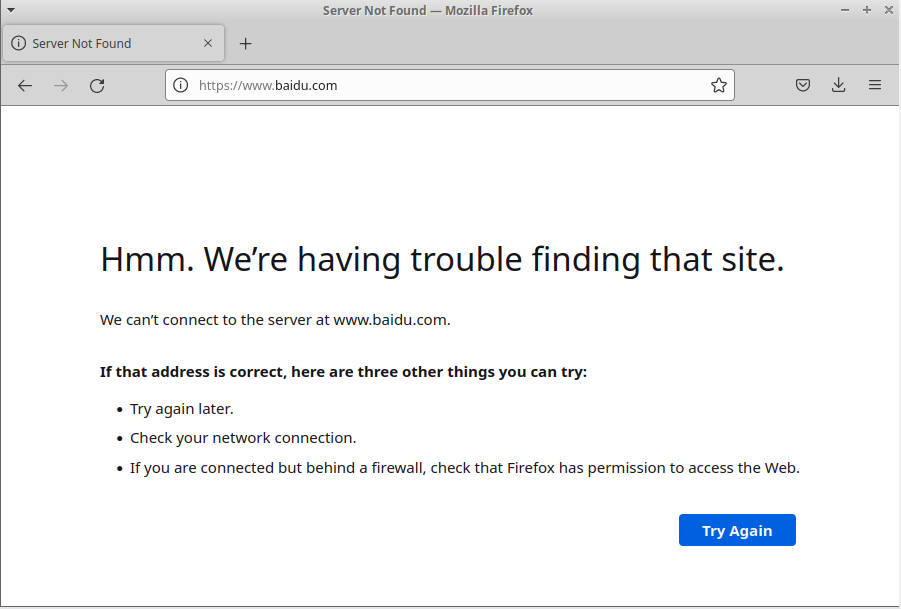 Server Not Found — Mozilla Firefox
Server Not Found
https://www.baidu.com
Hmm. We’re having trouble finding that site.
We can’t connect to the server at www.baidu.com.
If that address is correct, here are three other things you can try:
• Try again later.
• Check your network connection.
• If you are connected but behind a firewall, check that Firefox has permission to access the Web.
Try Again